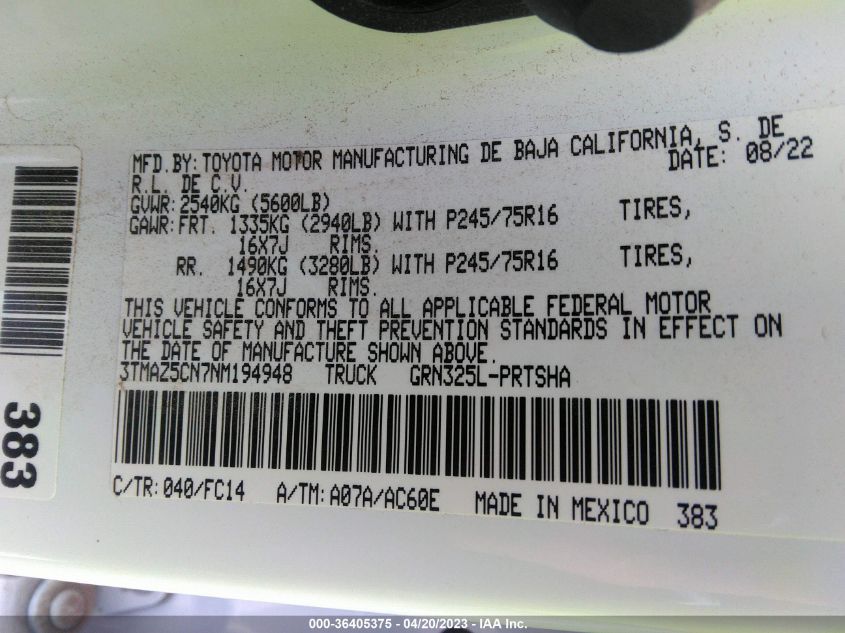 MFD.BY: TOYOTA MOTOR MANUFACTURING DE BAJA CALIFORNIA, S. DE
R.L. DE C.V. DATE: 08/22
GVWR: 2540KG (5600LB)
GAWR: FRT. 1335KG (2940LB) WITH P245/75R16 TIRES,
16X7J RIMS.
RR. 1490KG (3280LB) WITH P245/75R16 TIRES,
16X7J RIMS.
THIS VEHICLE CONFORMS TO ALL APPLICABLE FEDERAL MOTOR
VEHICLE SAFETY AND THEFT PREVENTION STANDARDS IN EFFECT ON
THE DATE OF MANUFACTURE SHOWN ABOVE.
3TMAZ5CN7NM194948 TRUCK GRN325L-PRTSHA
C/TR: 040/FC14 A/TM: A07A/AC60E MADE IN MEXICO 383
383
000-36405375 - 04/20/2023 - © IAA Inc.